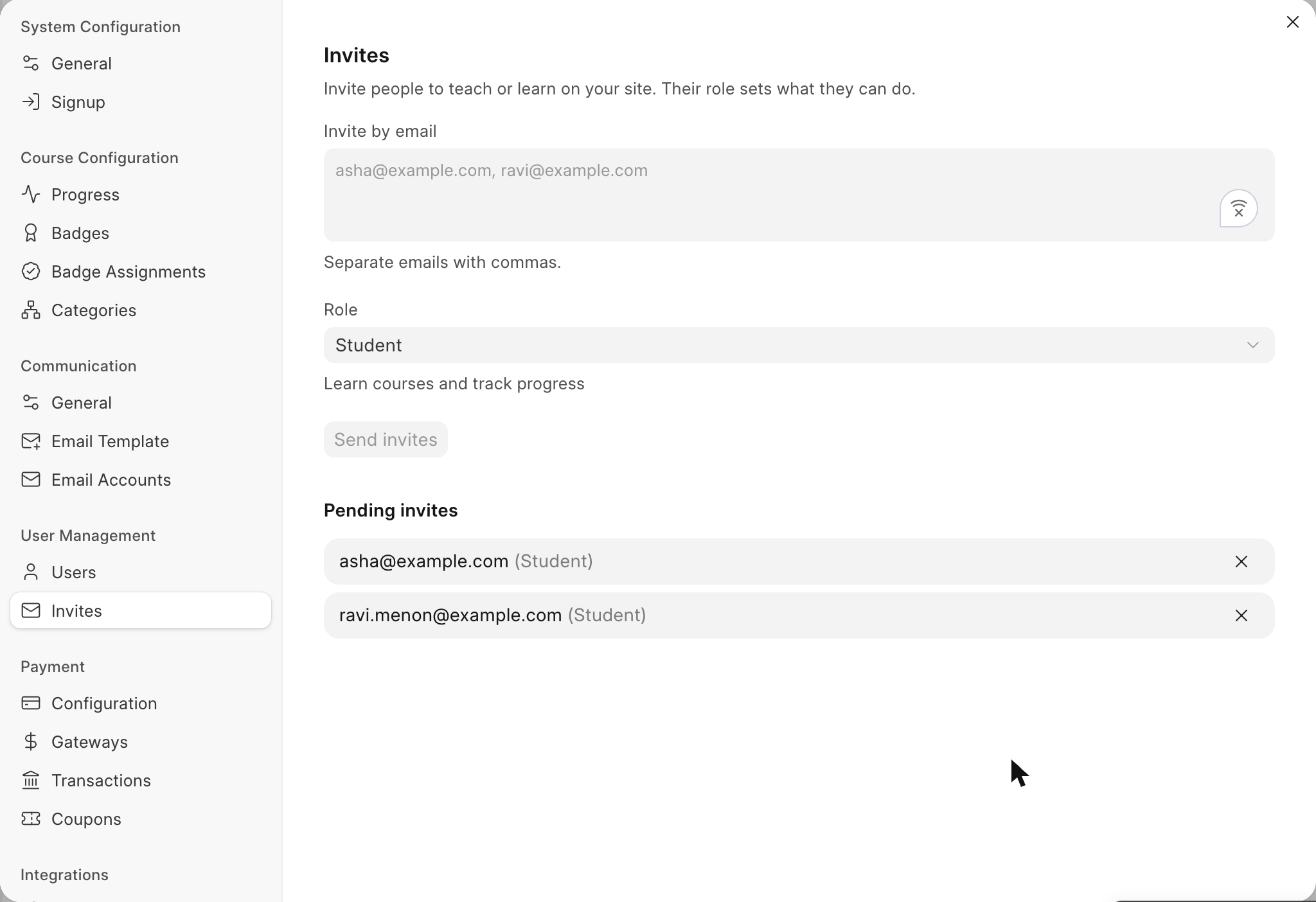 System Configuration
General
Signup
Course Configuration
Progress
Badges
Badge Assignments
Categories
Communication
General
Email Template
Email Accounts
User Management
Users
Invites
Payment
Configuration
Gateways
Transactions
Coupons
Integrations
Invites
Invite people to teach or learn on your site. Their role sets what they can do.
Invite by email
asha@example.com, ravi@example.com
Separate emails with commas.
Role
Student
Learn courses and track progress
Send invites
Pending invites
asha@example.com (Student)
ravi.menon@example.com (Student)